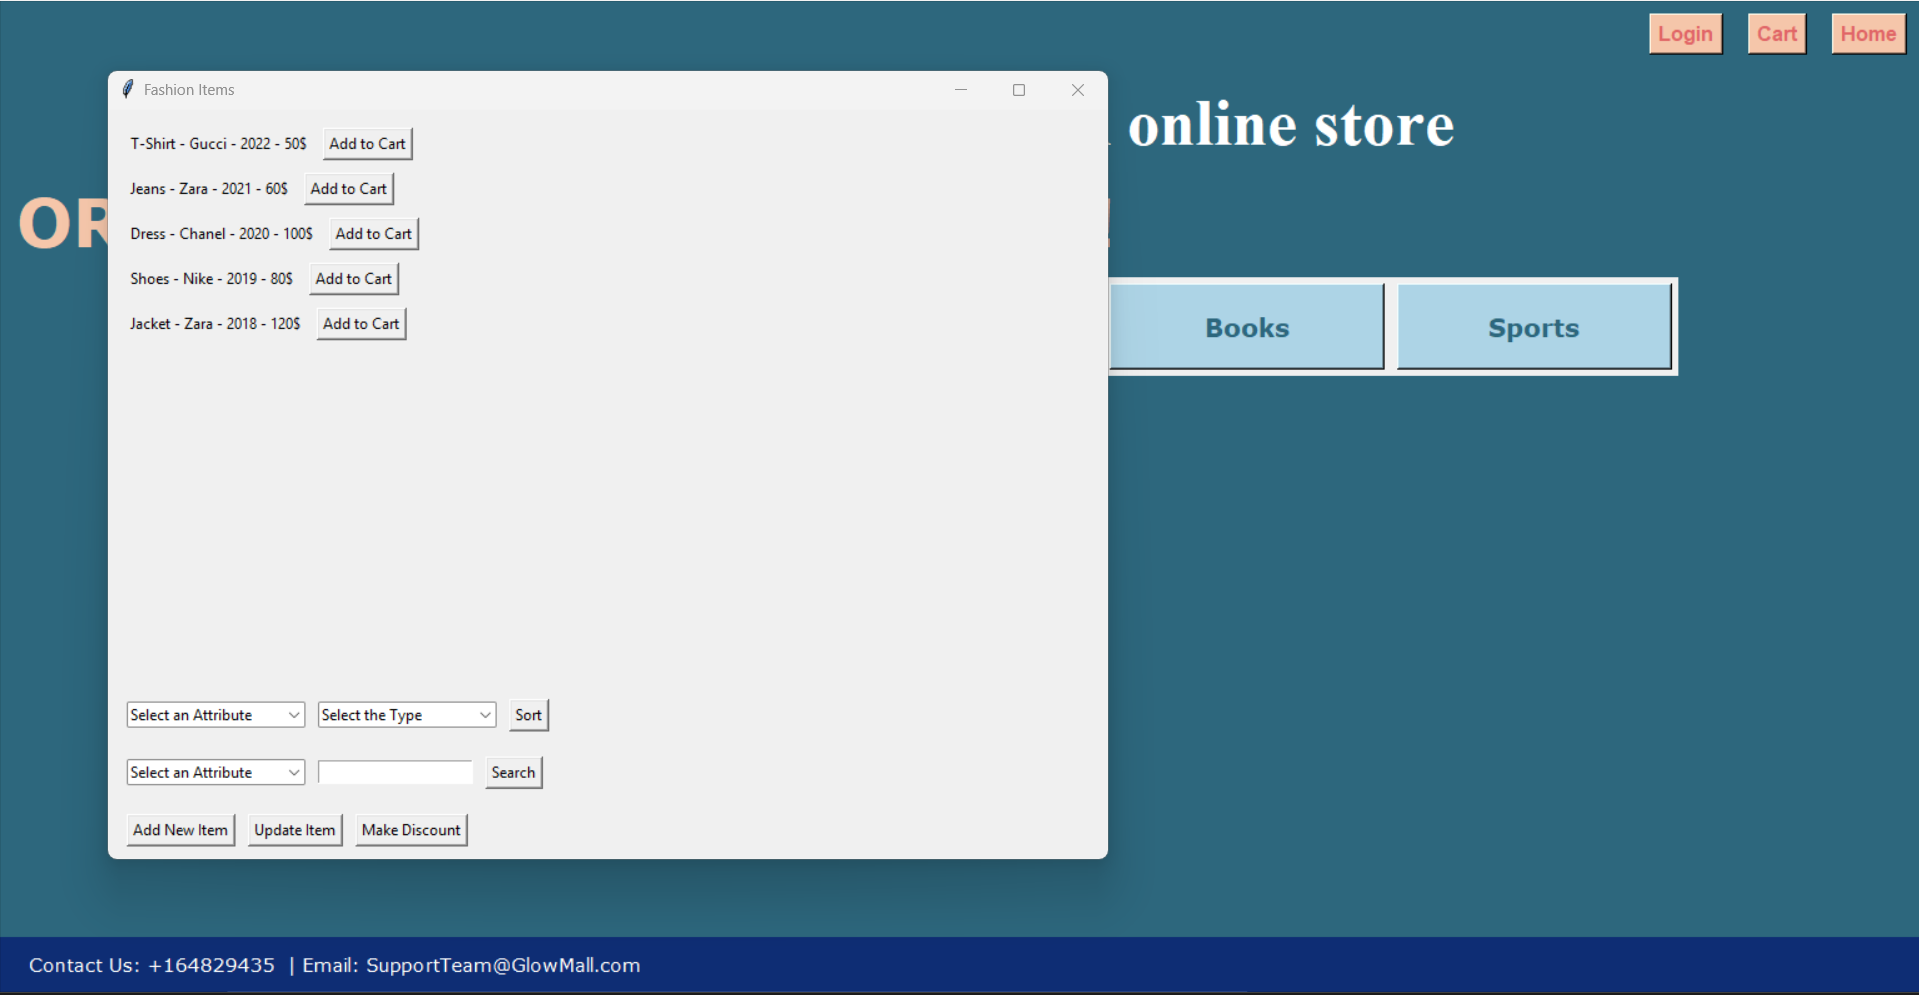 Login Cart Home
Fashion Items
online store
T-Shirt - Gucci - 2022 - 50$ Add to Cart
Jeans - Zara - 2021 - 60$ Add to Cart
OR
Dress - Chanel - 2020 - 100$ Add to Cart
Shoes - Nike - 2019 - 80$ Add to Cart
Jacket - Zara - 2018 - 120$ Add to Cart
Books Sports
Select an Attribute Select the Type Sort
Select an Attribute Search
Add New Item Update Item Make Discount
Contact Us: +164829435 | Email: SupportTeam@GlowMall.com